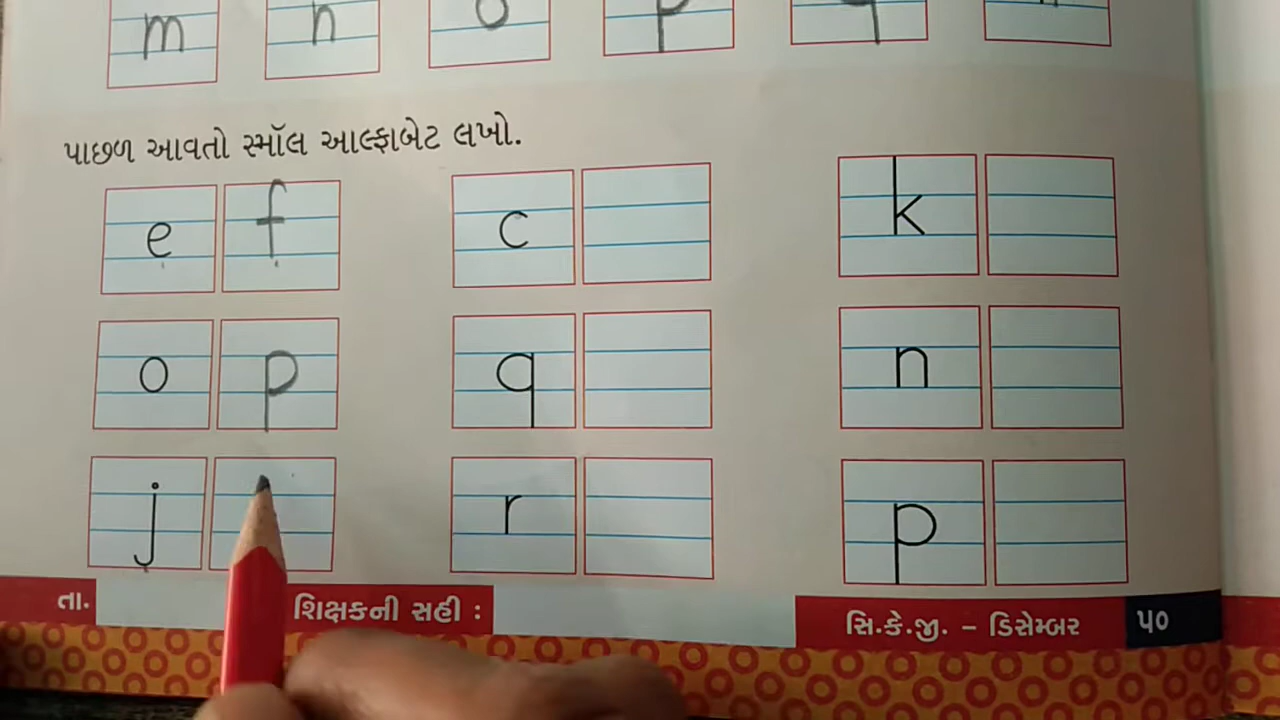 m n o p q
પાછળ આવતો સ્મૉલ આલ્ફાબેટ લખો.
e f c k
o p q n
j r p
તા. શિક્ષકની સહી : સિ.કે.જી. - ડિસેમ્બર ૫૦